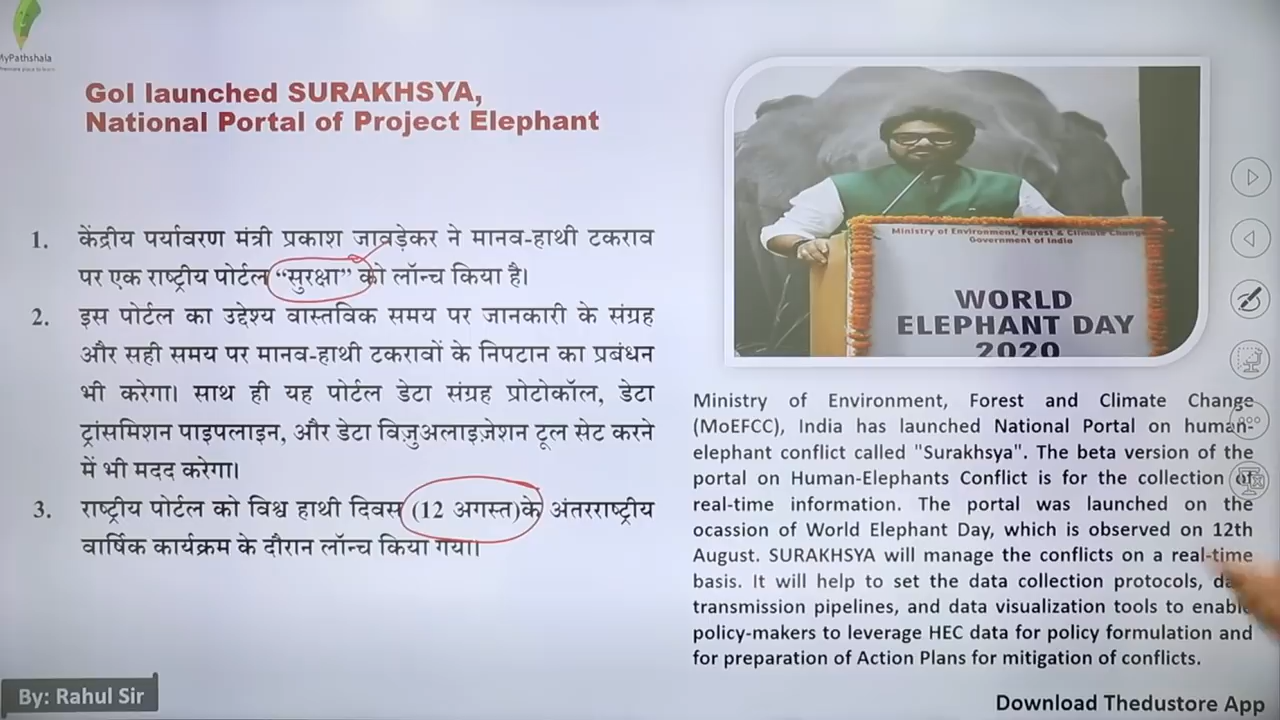 MyPathshala
GoI launched SURAKHSYA,
National Portal of Project Elephant
1. केंद्रीय पर्यावरण मंत्री प्रकाश जावड़ेकर ने मानव-हाथी टकराव
पर एक राष्ट्रीय पोर्टल “सुरक्षा” को लॉन्च किया है।
2. इस पोर्टल का उद्देश्य वास्तविक समय पर जानकारी के संग्रह
और सही समय पर मानव-हाथी टकरावों के निपटान का प्रबंधन
भी करेगा। साथ ही यह पोर्टल डेटा संग्रह प्रोटोकॉल, डेटा
ट्रांसमिशन पाइपलाइन, और डेटा विज़ुअलाइज़ेशन टूल सेट करने
में भी मदद करेगा।
3. राष्ट्रीय पोर्टल को विश्व हाथी दिवस (12 अगस्त)के अंतरराष्ट्रीय
वार्षिक कार्यक्रम के दौरान लॉन्च किया गया।
Ministry of Environment, Forest & Climate Change
Government of India
WORLD
ELEPHANT DAY
2020
Ministry of Environment, Forest and Climate Change
(MoEFCC), India has launched National Portal on human-
elephant conflict called "Surakhsya". The beta version of the
portal on Human-Elephants Conflict is for the collection of
real-time information. The portal was launched on the
ocassion of World Elephant Day, which is observed on 12th
August. SURAKHSYA will manage the conflicts on a real-time
basis. It will help to set the data collection protocols,
transmission pipelines, and data visualization tools to enable
policy-makers to leverage HEC data for policy formulation and
for preparation of Action Plans for mitigation of conflicts.
By: Rahul Sir
Download Thedustore App